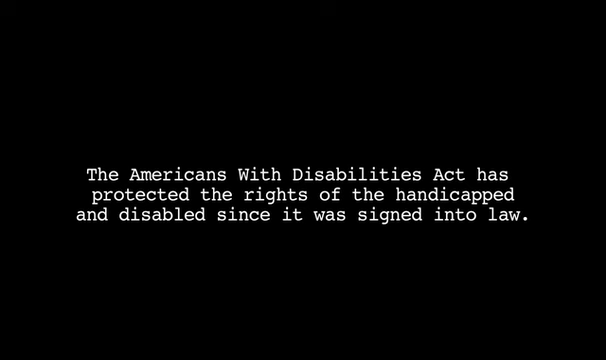 The Americans With Disabilities Act has
protected the rights of the handicapped
and disabled since it was signed into law.